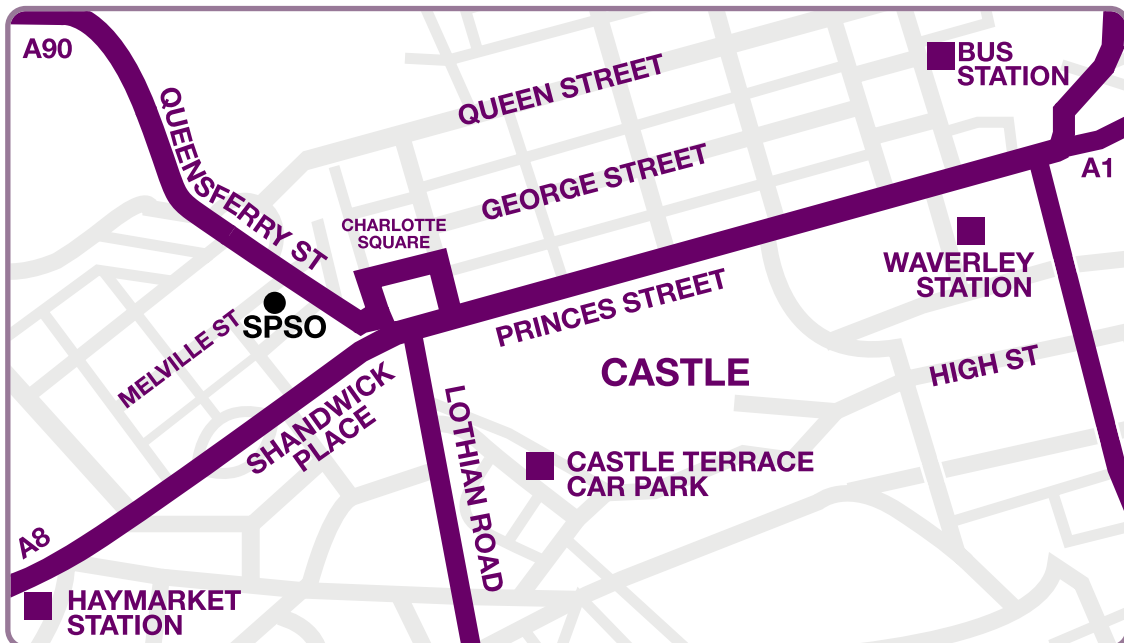 A90
BUS
STATION
QUEEN STREET
QUEENSFERRY ST
GEORGE STREET
A1
CHARLOTTE
SQUARE
WAVERLEY
STATION
SPSO
PRINCES STREET
MELVILLE ST
CASTLE
HIGH ST
SHANDWICK
PLACE
LOTHIAN ROAD
CASTLE TERRACE
CAR PARK
A8
HAYMARKET
STATION